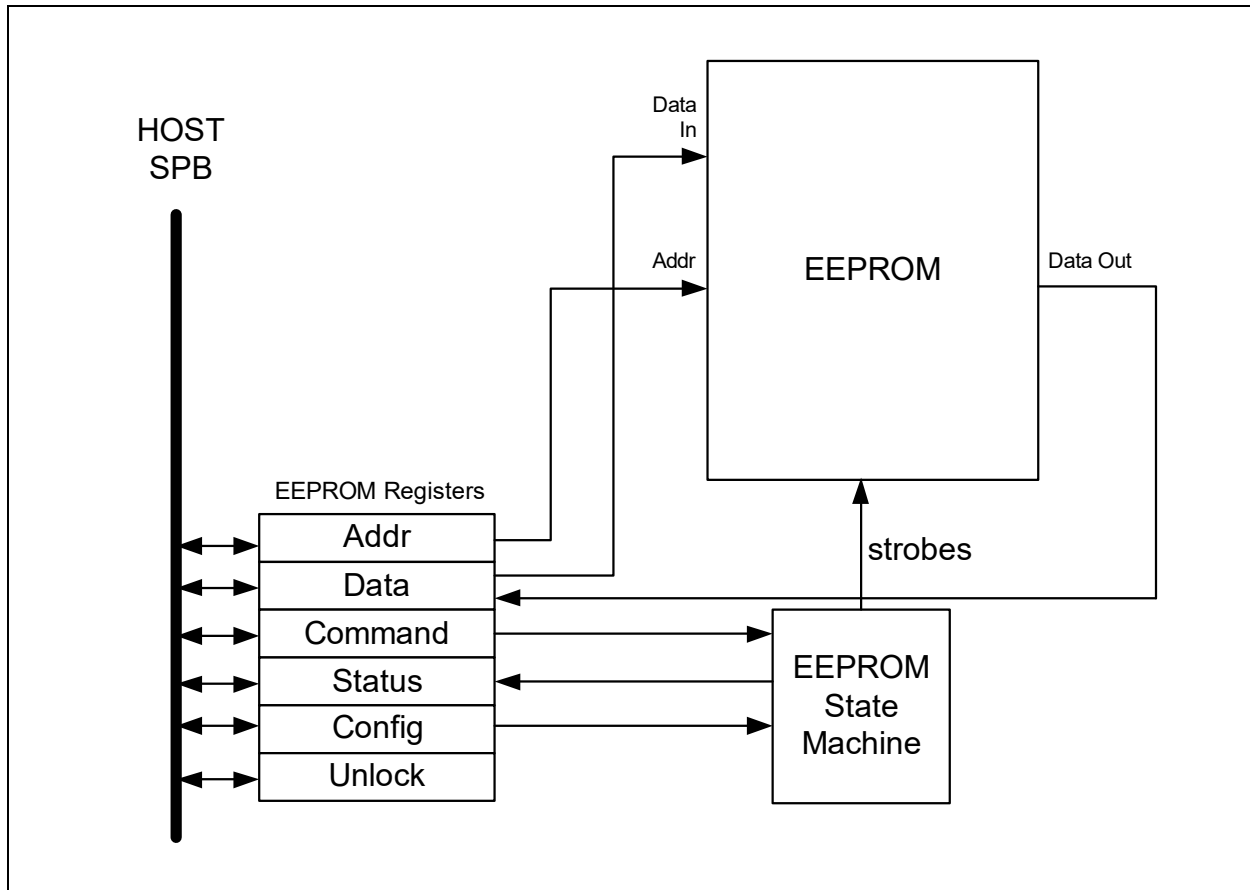 HOST
SPB
Data
In
Addr
EEPROM
Data Out
EEPROM Registers
Addr
Data
Command
Status
Config
Unlock
strobes
EEPROM
State
Machine